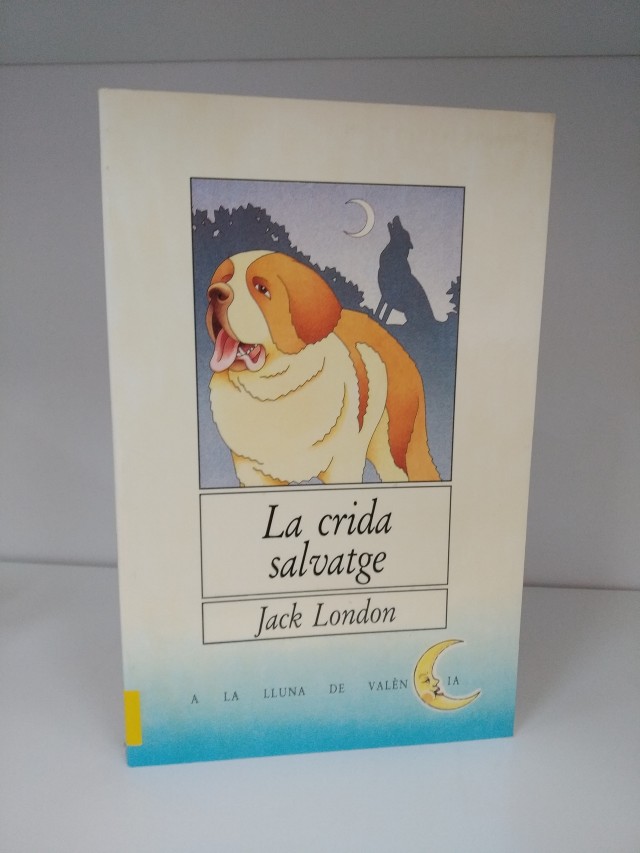 La crida
salvatge
Jack London
A LA LLUNA DE VALÈN IA